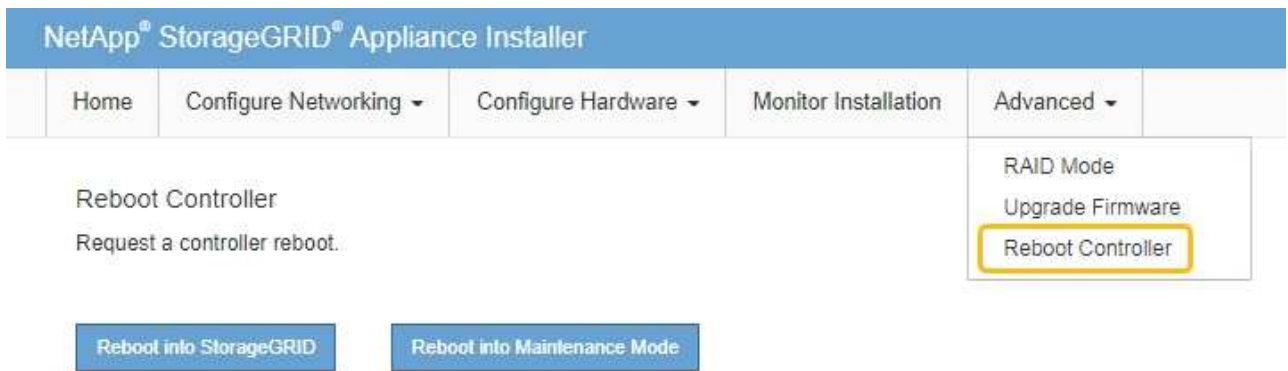 NetApp® StorageGRID® Appliance Installer
Home Configure Networking Configure Hardware Monitor Installation Advanced
RAID Mode
Upgrade Firmware
Reboot Controller
Reboot Controller
Request a controller reboot.
Reboot into StorageGRID Reboot into Maintenance Mode